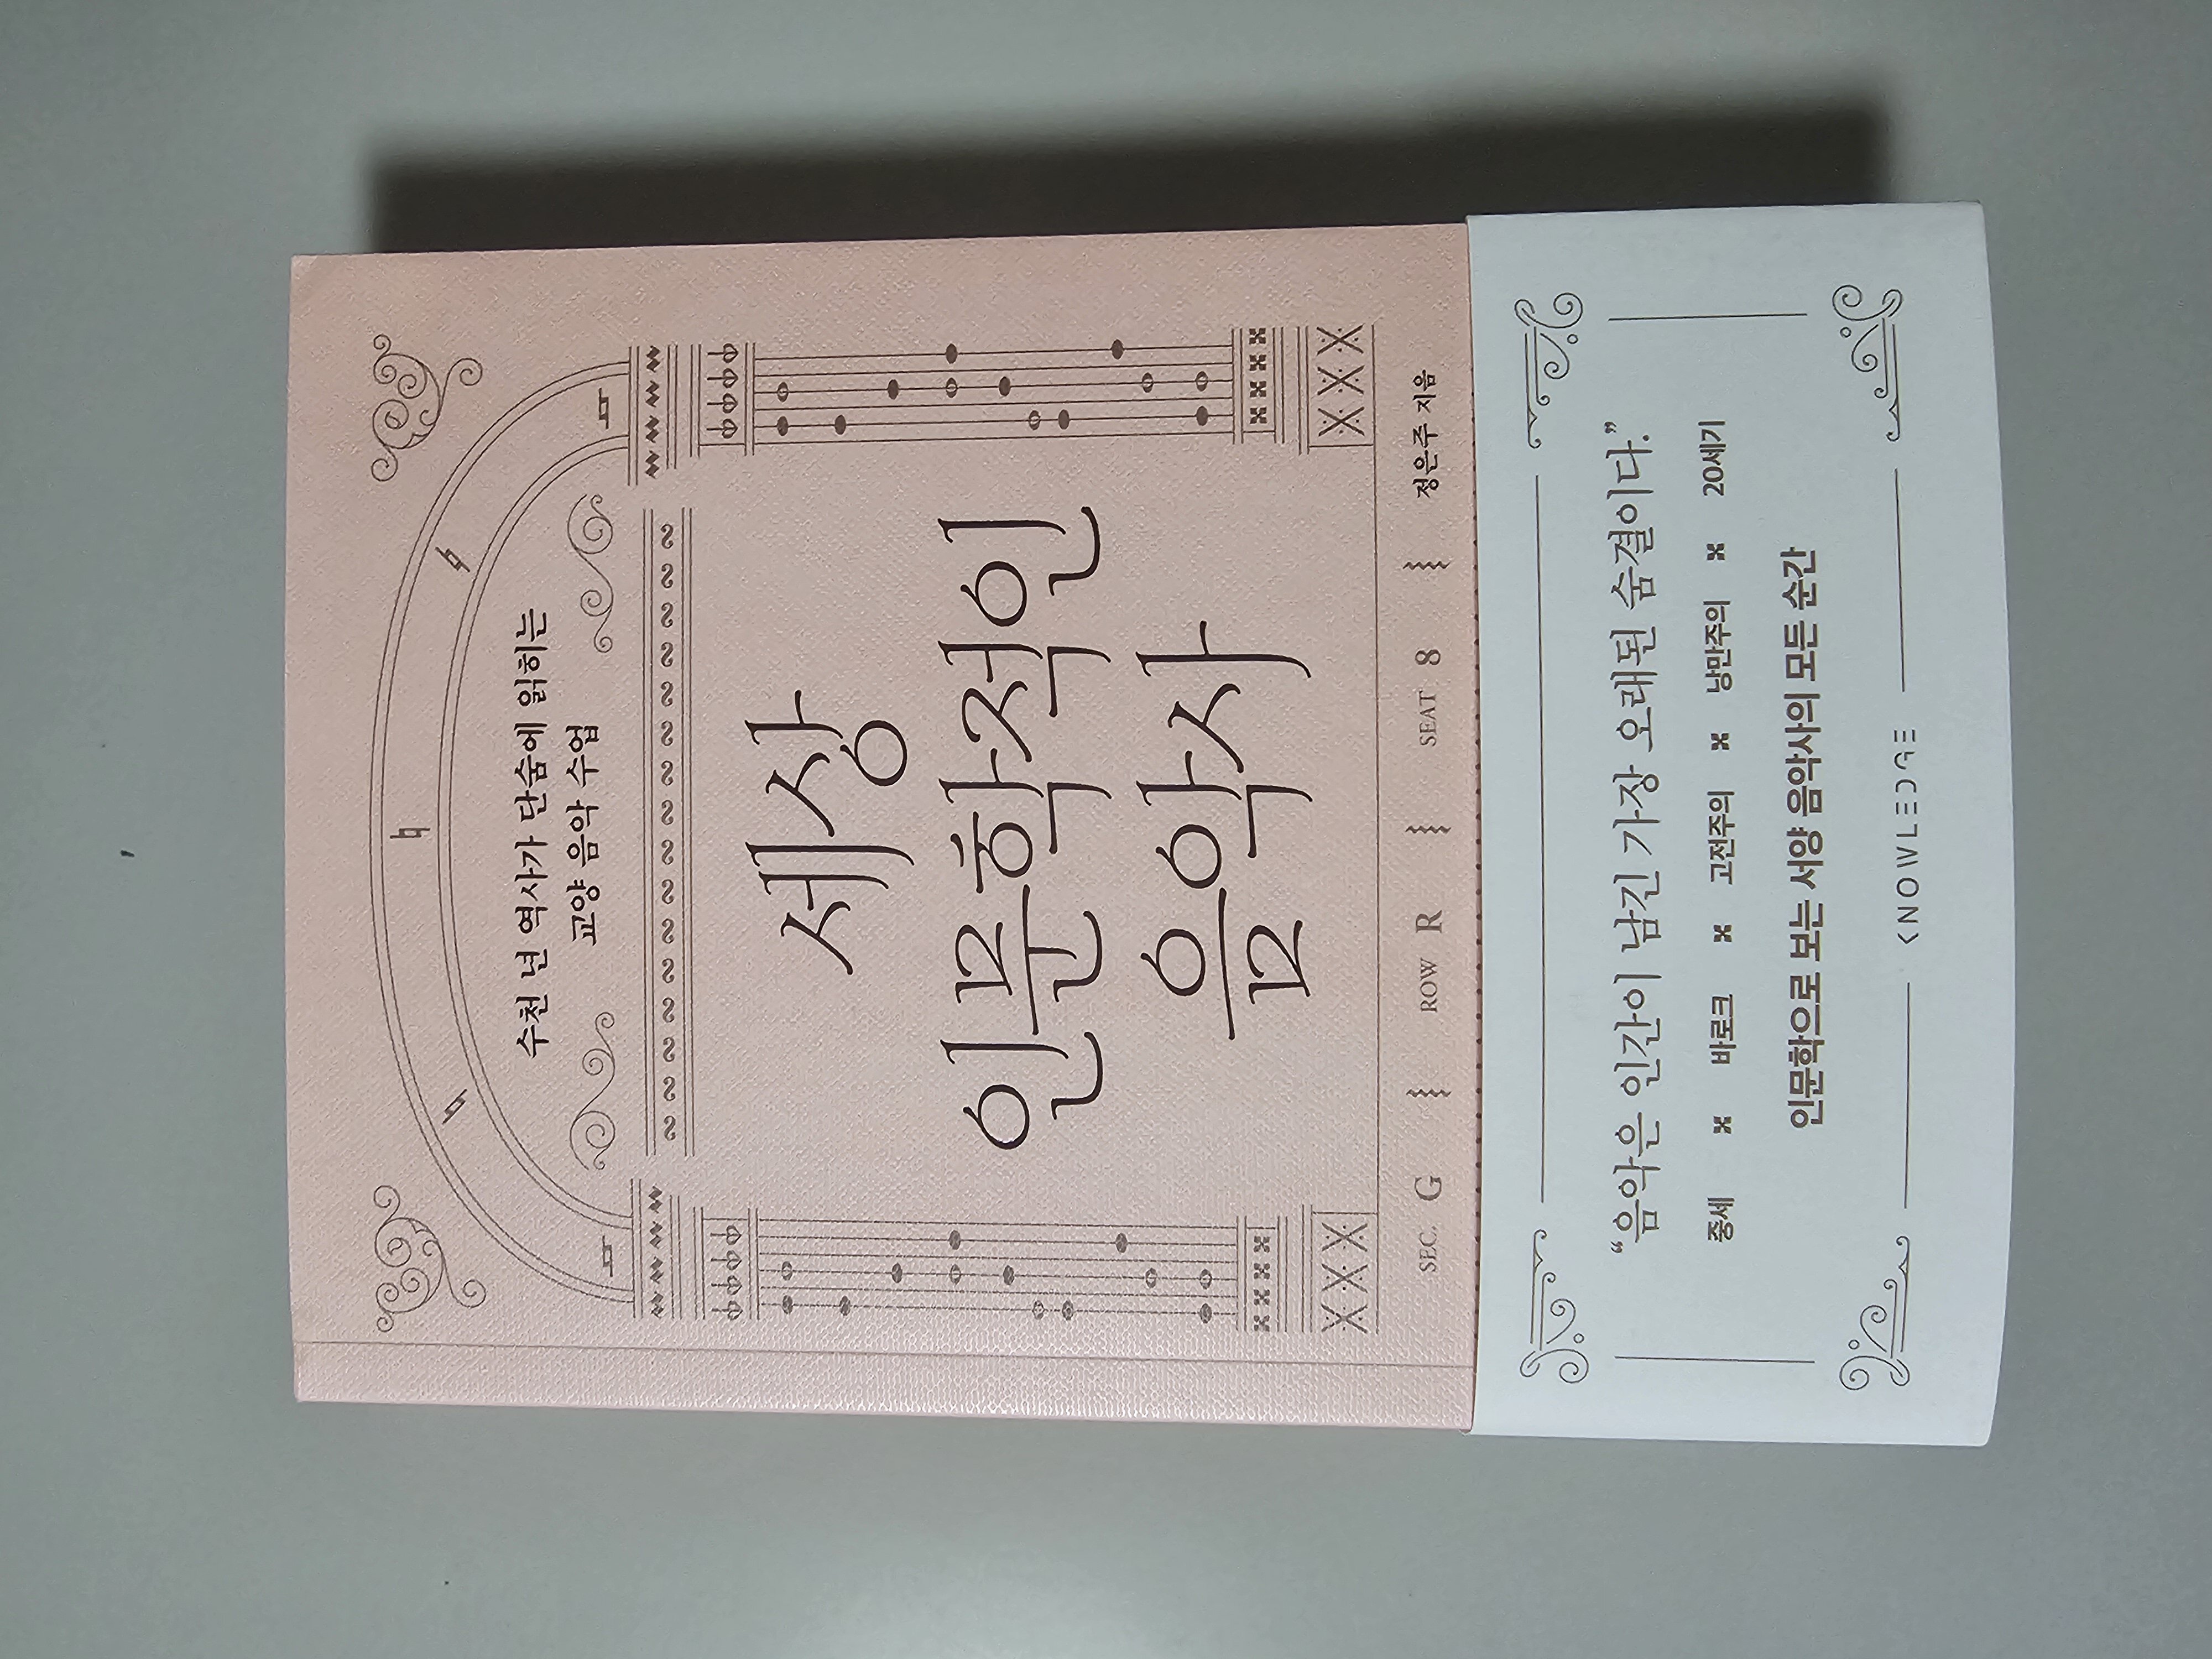 수천 년 역사가 단숨에 읽히는
교양 음악 수업
세상
인문학적인
음악사
SEC. G ROW R SEAT 8 정은주 지음
“음악은 인간이 남긴 가장 오래된 숨결이다.”
중세 바로크 고전주의 낭만주의 20세기
인문학으로 보는 서양 음악사의 모든 순간
KNOWLEDGE